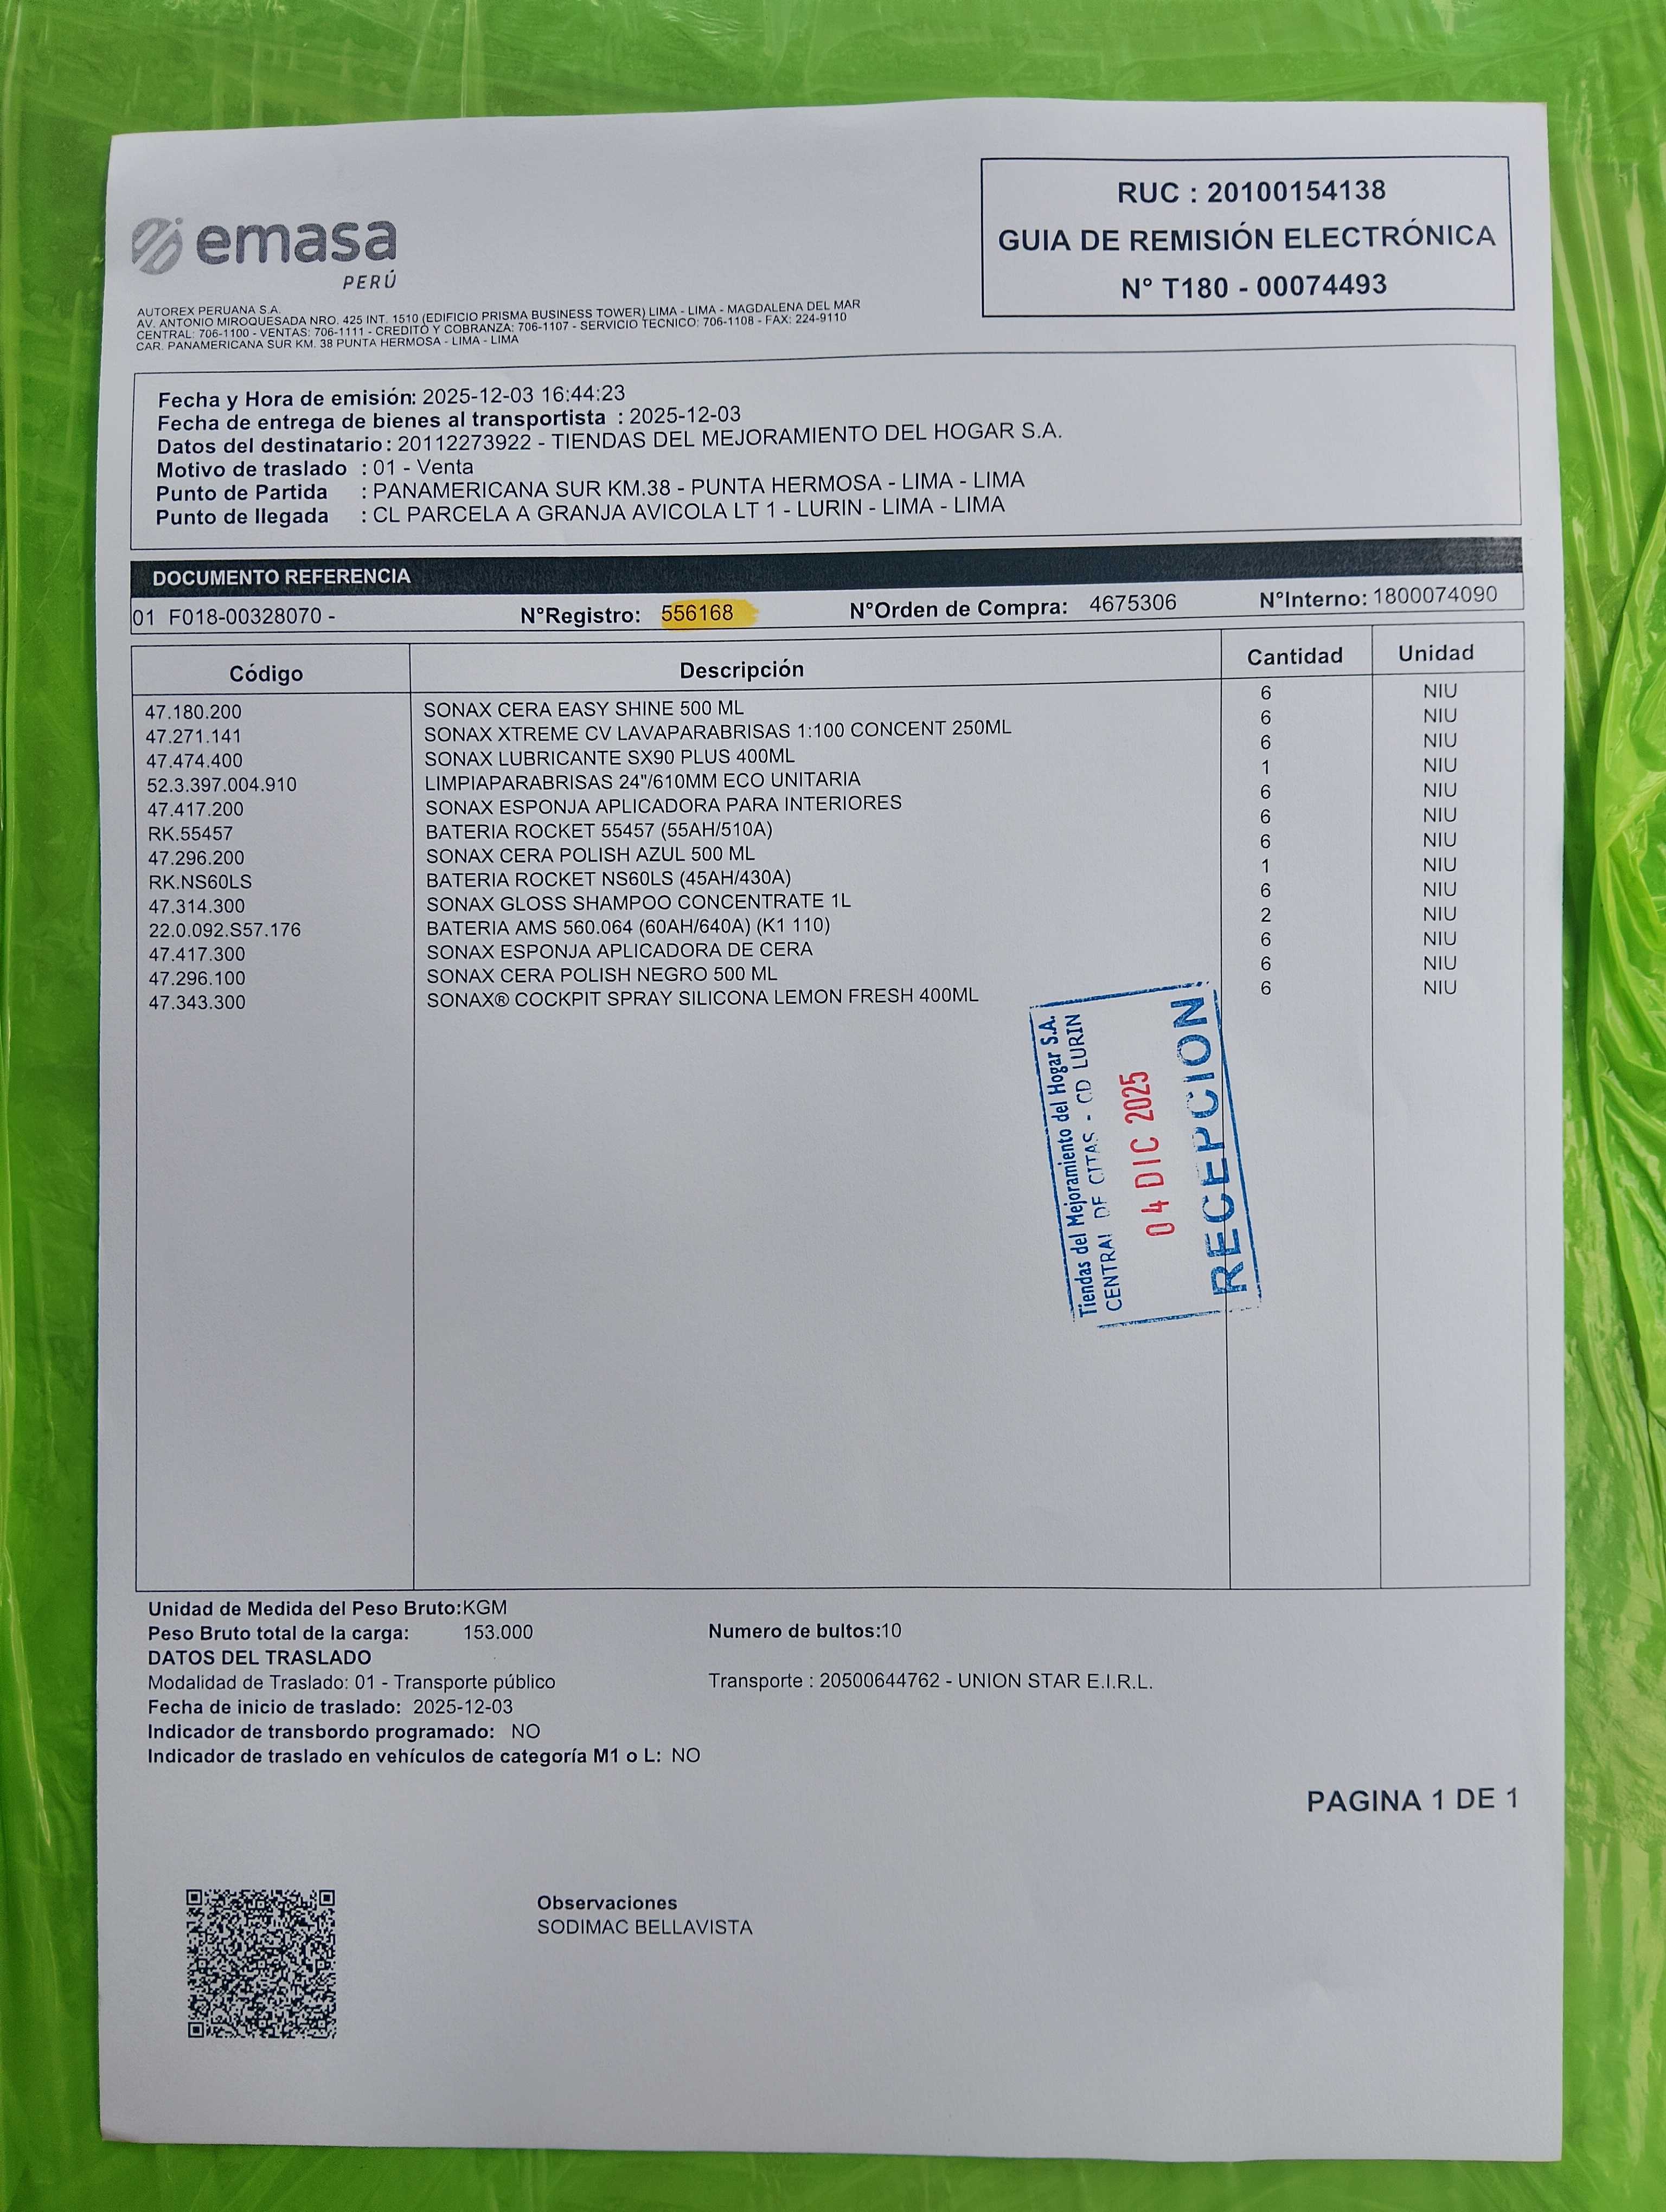 emasa
PERÚ
RUC : 20100154138
GUIA DE REMISIÓN ELECTRÓNICA
N° T180 - 00074493
AUTOREX PERUANA S.A.
AV. ANTONIO MIROQUESADA NRO. 425 INT. 1510 (EDIFICIO PRISMA BUSINESS TOWER) LIMA - LIMA - MAGDALENA DEL MAR
CENTRAL: 706-1100 - VENTAS: 706-1111 - CREDITO Y COBRANZA: 706-1107 - SERVICIO TECNICO: 706-1108 - FAX: 224-9110
CAR. PANAMERICANA SUR KM. 38 PUNTA HERMOSA - LIMA - LIMA
Fecha y Hora de emisión: 2025-12-03 16:44:23
Fecha de entrega de bienes al transportista : 2025-12-03
Datos del destinatario : 20112273922 - TIENDAS DEL MEJORAMIENTO DEL HOGAR S.A.
Motivo de traslado : 01 - Venta
Punto de Partida : PANAMERICANA SUR KM.38 - PUNTA HERMOSA - LIMA - LIMA
Punto de llegada : CL PARCELA A GRANJA AVICOLA LT 1 - LURIN - LIMA - LIMA
DOCUMENTO REFERENCIA
01 F018-00328070 - N°Registro: 556168 N°Orden de Compra: 4675306 N°Interno: 1800074090
Código Descripción Cantidad Unidad
47.180.200 SONAX CERA EASY SHINE 500 ML 6 NIU
47.271.141 SONAX XTREME CV LAVAPARABRISAS 1:100 CONCENT 250ML 6 NIU
47.474.400 SONAX LUBRICANTE SX90 PLUS 400ML 6 NIU
52.3.397.004.910 LIMPIAPARABRISAS 24"/610MM ECO UNITARIA 1 NIU
47.417.200 SONAX ESPONJA APLICADORA PARA INTERIORES 6 NIU
RK.55457 BATERIA ROCKET 55457 (55AH/510A) 6 NIU
47.296.200 SONAX CERA POLISH AZUL 500 ML 6 NIU
RK.NS60LS BATERIA ROCKET NS60LS (45AH/430A) 1 NIU
47.314.300 SONAX GLOSS SHAMPOO CONCENTRATE 1L 6 NIU
22.0.092.S57.176 BATERIA AMS 560.064 (60AH/640A) (K1 110) 2 NIU
47.417.300 SONAX ESPONJA APLICADORA DE CERA 6 NIU
47.296.100 SONAX CERA POLISH NEGRO 500 ML 6 NIU
47.343.300 SONAX® COCKPIT SPRAY SILICONA LEMON FRESH 400ML 6 NIU
Tiendas del Mejoramiento del Hogar S.A.
CENTRAL DE CITAS - CD LURIN
04 DIC 2025
RECEPCION
Unidad de Medida del Peso Bruto:KGM
Peso Bruto total de la carga: 153.000 Numero de bultos:10
DATOS DEL TRASLADO
Modalidad de Traslado: 01 - Transporte público Transporte : 20500644762 - UNION STAR E.I.R.L.
Fecha de inicio de traslado: 2025-12-03
Indicador de transbordo programado: NO
Indicador de traslado en vehículos de categoría M1 o L: NO
PAGINA 1 DE 1
Observaciones
SODIMAC BELLAVISTA